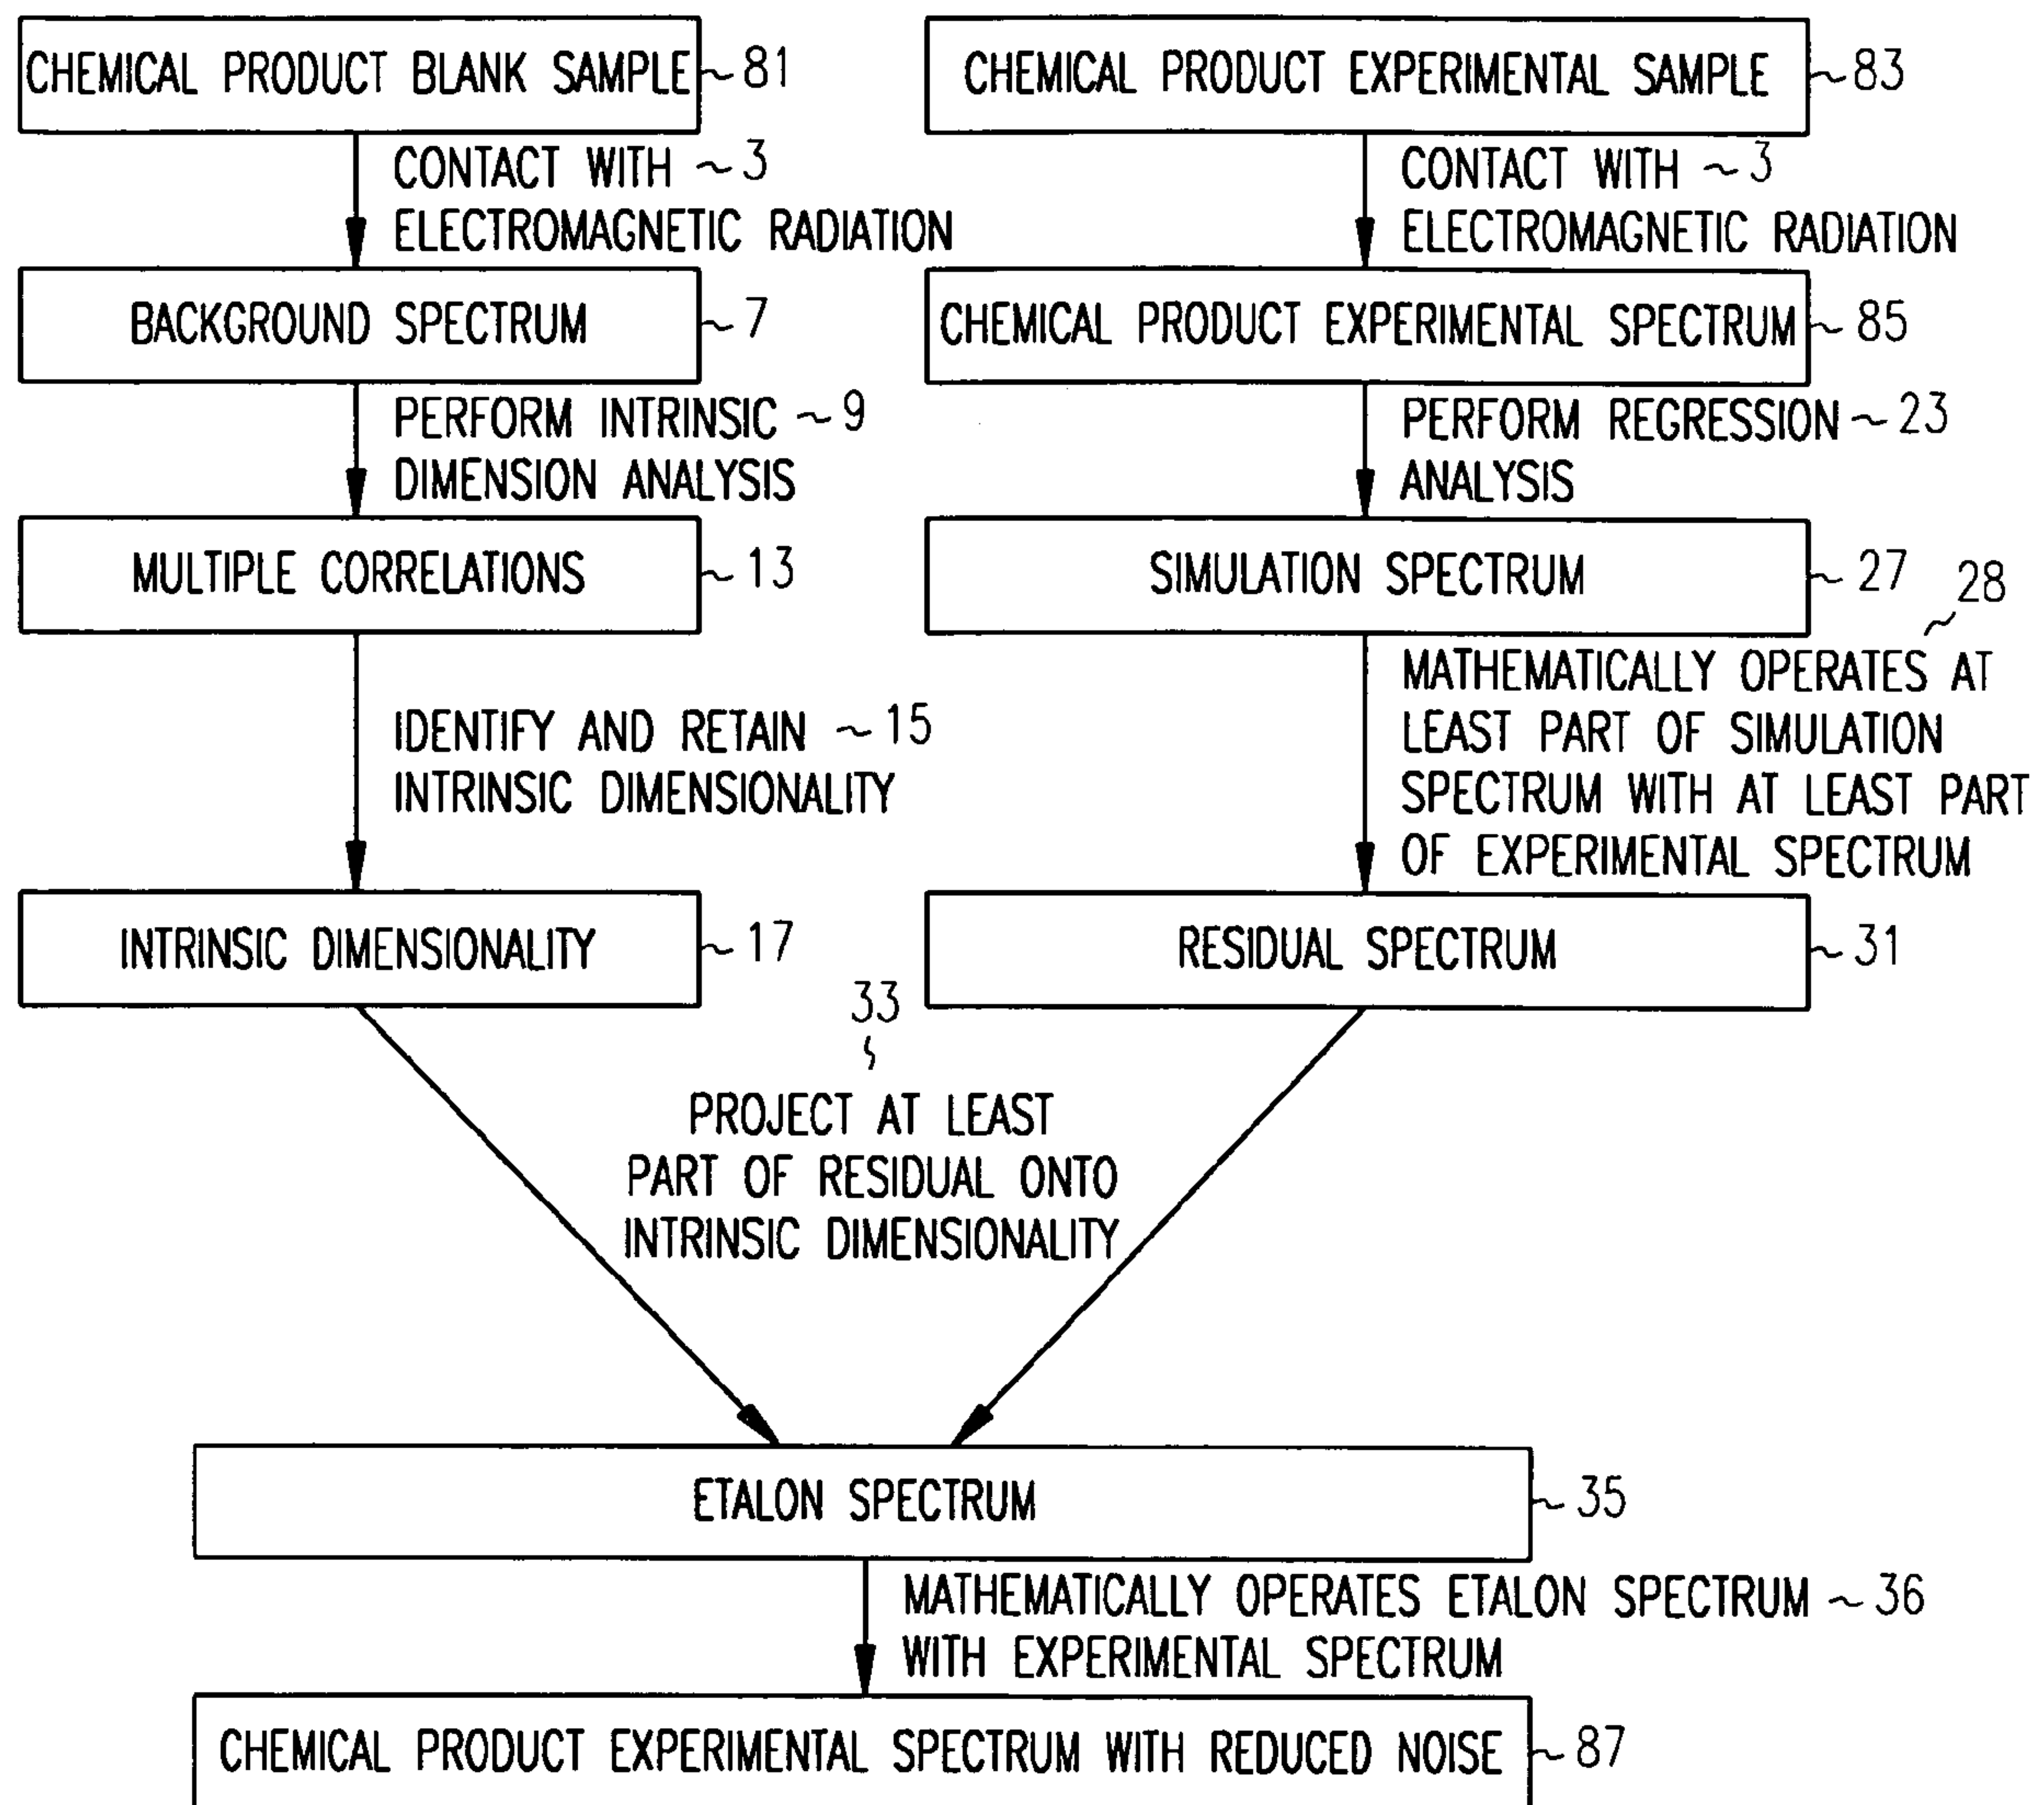 CHEMICAL PRODUCT BLANK SAMPLE ~81
CHEMICAL PRODUCT EXPERIMENTAL SAMPLE ~83
CONTACT WITH ~3
ELECTROMAGNETIC RADIATION
CONTACT WITH ~3
ELECTROMAGNETIC RADIATION
BACKGROUND SPECTRUM ~7
CHEMICAL PRODUCT EXPERIMENTAL SPECTRUM ~85
PERFORM INTRINSIC ~9
DIMENSION ANALYSIS
PERFORM REGRESSION ~23
ANALYSIS
MULTIPLE CORRELATIONS ~13
SIMULATION SPECTRUM ~27
28
IDENTIFY AND RETAIN ~15
INTRINSIC DIMENSIONALITY
MATHEMATICALLY OPERATES AT
LEAST PART OF SIMULATION
SPECTRUM WITH AT LEAST PART
OF EXPERIMENTAL SPECTRUM
INTRINSIC DIMENSIONALITY ~17
RESIDUAL SPECTRUM ~31
33
PROJECT AT LEAST
PART OF RESIDUAL ONTO
INTRINSIC DIMENSIONALITY
ETALON SPECTRUM ~35
MATHEMATICALLY OPERATES ETALON SPECTRUM ~36
WITH EXPERIMENTAL SPECTRUM
CHEMICAL PRODUCT EXPERIMENTAL SPECTRUM WITH REDUCED NOISE ~87